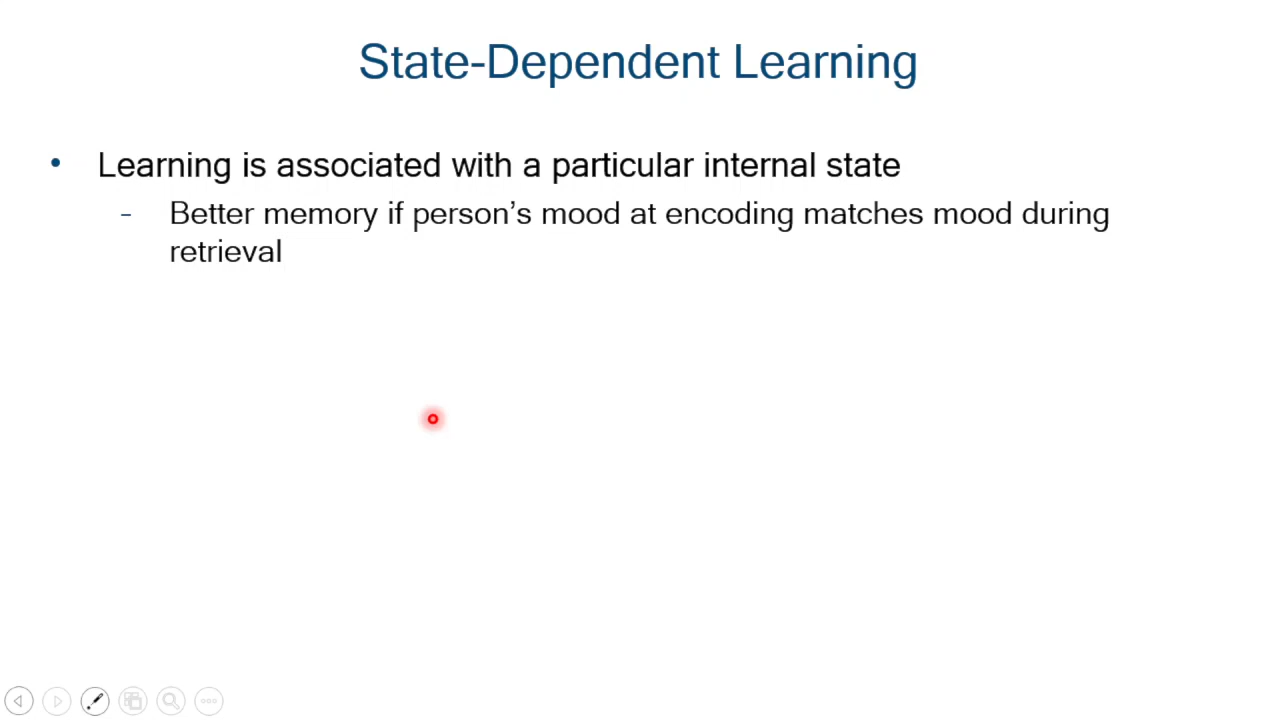 State-Dependent Learning
• Learning is associated with a particular internal state
- Better memory if person’s mood at encoding matches mood during
retrieval